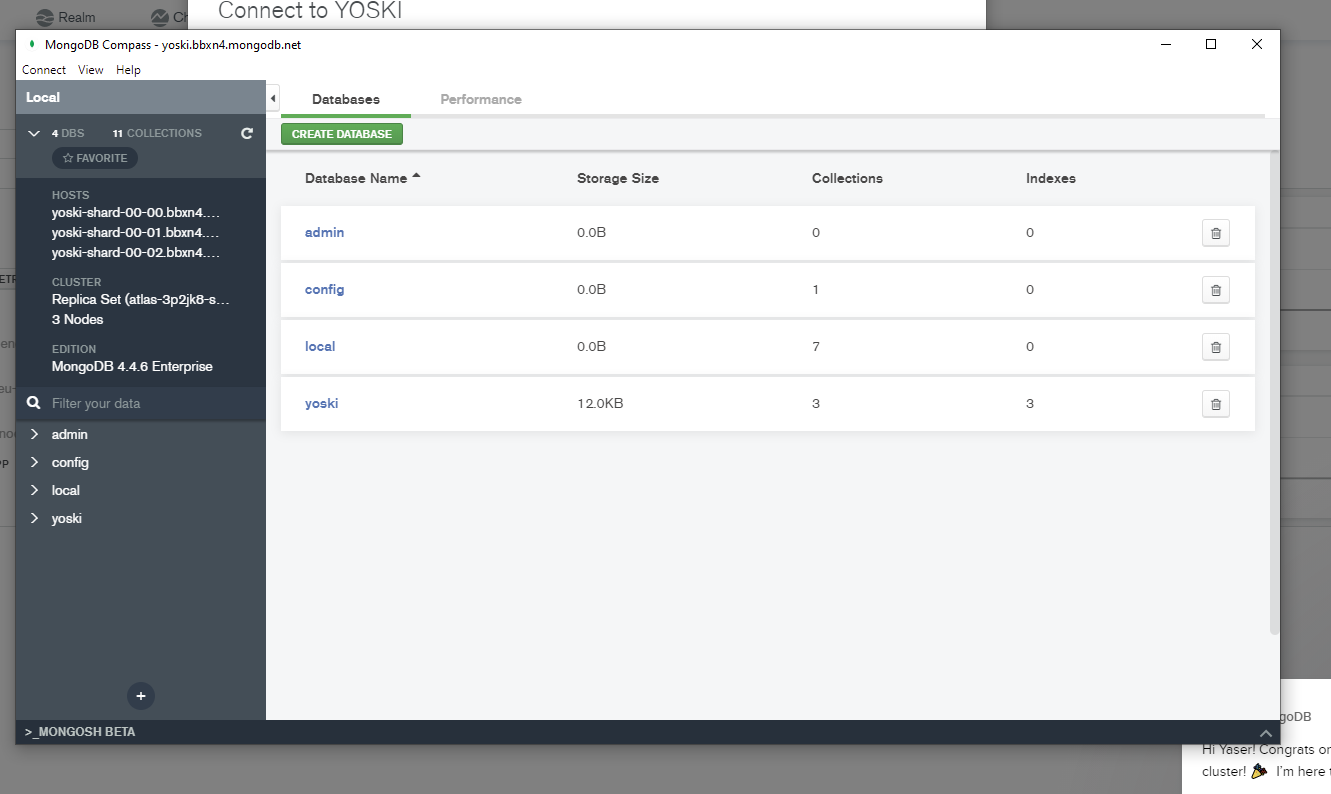 Realm
Connect to YOSKI
MongoDB Compass - yoski.bbxn4.mongodb.net
Connect View Help
Local
Databases Performance
4 DBS 11 COLLECTIONS
FAVORITE
CREATE DATABASE
HOSTS
yoski-shard-00-00.bbxn4....
yoski-shard-00-01.bbxn4....
yoski-shard-00-02.bbxn4....
CLUSTER
Replica Set (atlas-3p2jk8-s...
3 Nodes
EDITION
MongoDB 4.4.6 Enterprise
Filter your data
admin
config
local
yoski
Database Name Storage Size Collections Indexes
admin 0.0B 0 0
config 0.0B 1 0
local 0.0B 7 0
yoski 12.0KB 3 3
>_MONGOSH BETA
goDB
Hi Yaser! Congrats or
cluster! I'm here t